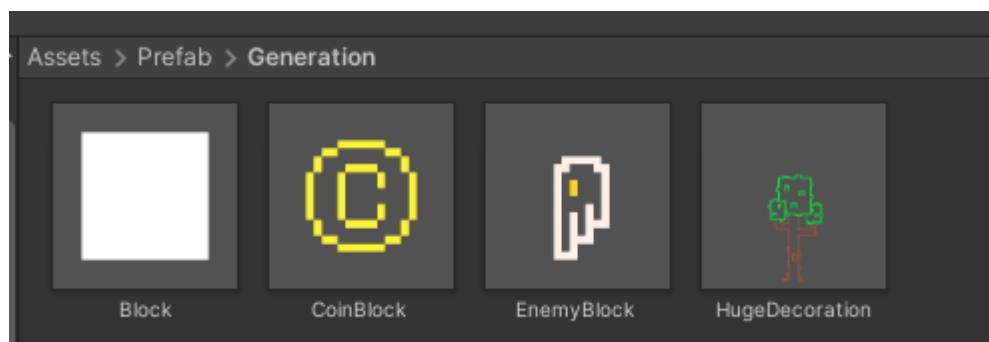 Assets > Prefab > Generation
C
Block
CoinBlock
EnemyBlock
HugeDecoration